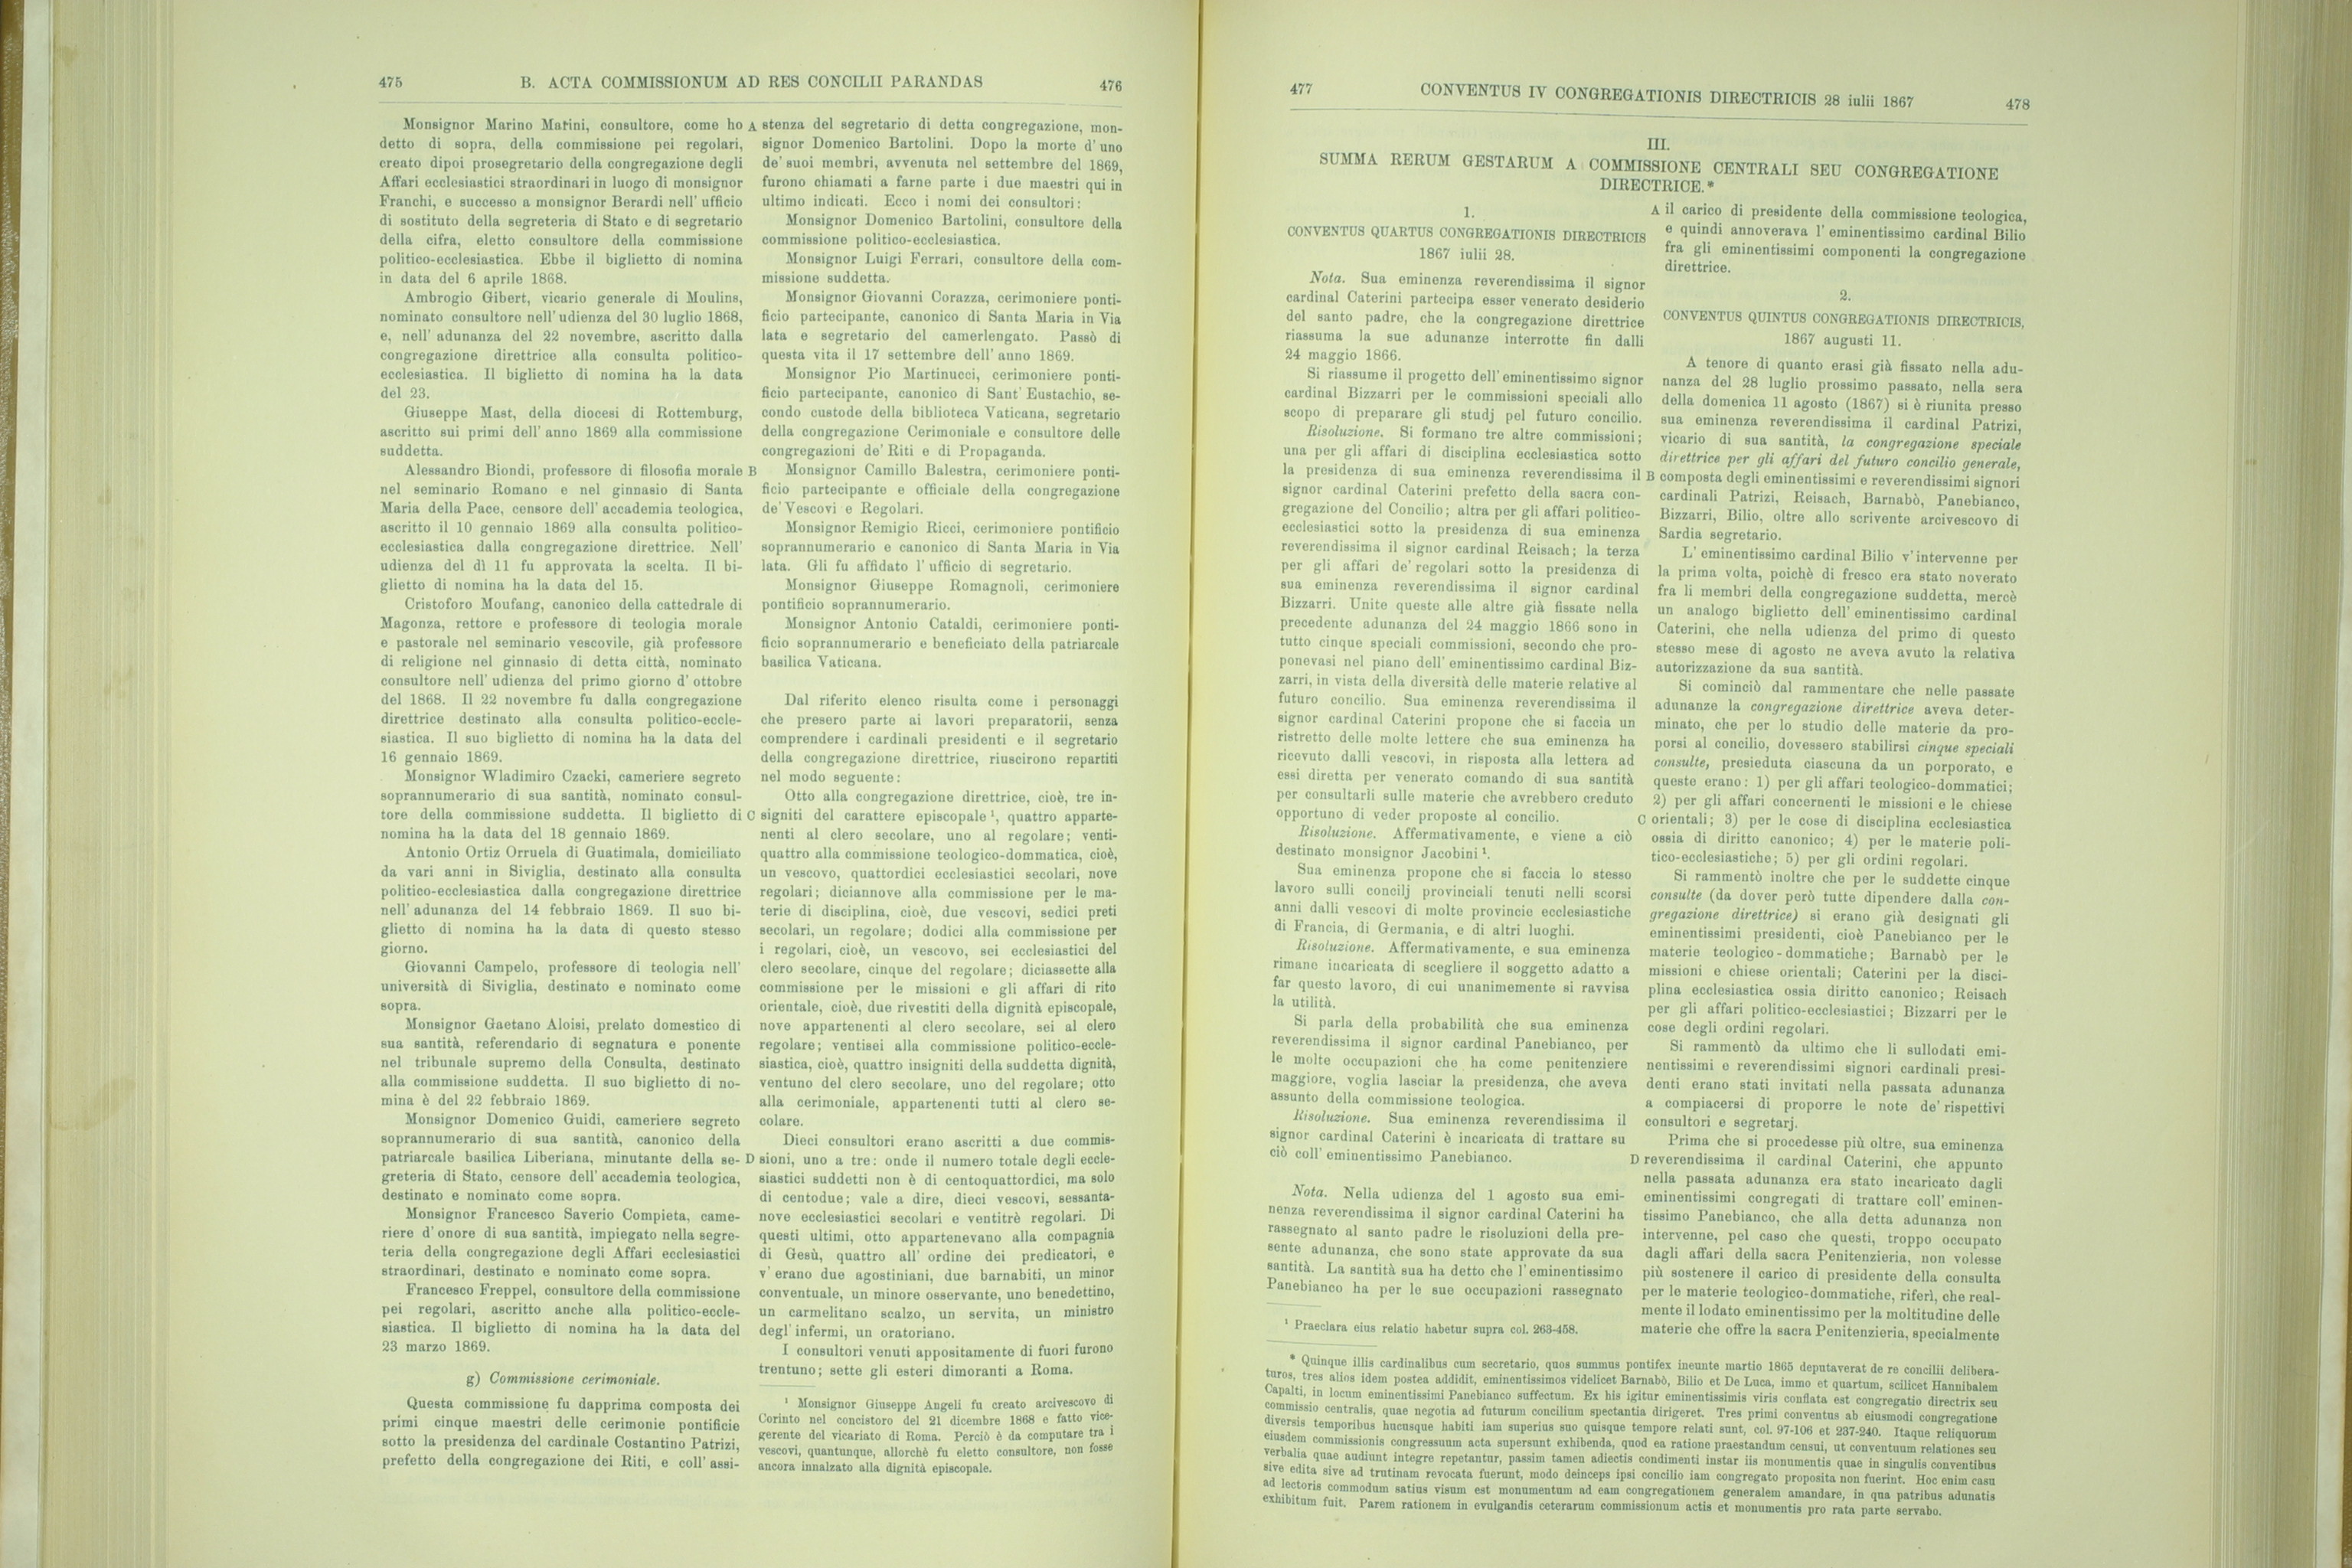 475
B. ACTA COMMISSIONUM AD RES CONCILII PARANDAS
476
Monsignor Marino Marini, consultore, come ho
detto di sopra, della commissione pei regolari,
creato dipoi prosegretario della congregazione degli
Affari ecclesiastici straordinari in luogo di monsignor
Franchi, e successo a monsignor Berardi nell' ufficio
di sostituto della segreteria di Stato e di segretario
della cifra, eletto consultore della commissione
politico-ecclesiastica. Ebbe il biglietto di nomina
in data del 6 aprile 1868.
Ambrogio Gibert, vicario generale di Moulins,
nominato consultore nell' udienza del 30 luglio 1868,
e, nell' adunanza del 22 novembre, ascritto dalla
congregazione direttrice alla consulta politico-
ecclesiastica. Il biglietto di nomina ha la data
del 23.
Giuseppe Mast, della diocesi di Rottemburg,
ascritto sui primi dell' anno 1869 alla commissione
suddetta.
Alessandro Biondi, professore di filosofia morale
nel seminario Romano e nel ginnasio di Santa
Maria della Pace, censore dell' accademia teologica,
ascritto il 10 gennaio 1869 alla consulta politico-
ecclesiastica dalla congregazione direttrice. Nell'
udienza del dì 11 fu approvata la scelta. Il bi-
glietto di nomina ha la data del 15.
Cristoforo Moufang, canonico della cattedrale di
Magonza, rettore e professore di teologia morale
e pastorale nel seminario vescovile, già professore
di religione nel ginnasio di detta città, nominato
consultore nell' udienza del primo giorno d' ottobre
del 1868. Il 22 novembre fu dalla congregazione
direttrice destinato alla consulta politico-eccle-
siastica. Il suo biglietto di nomina ha la data del
16 gennaio 1869.
Monsignor Wladimiro Czacki, cameriere segreto
soprannumerario di sua santità, nominato consul-
tore della commissione suddetta. Il biglietto di
nomina ha la data del 18 gennaio 1869.
Antonio Ortiz Orruela di Guatimala, domiciliato
da vari anni in Siviglia, destinato alla consulta
politico-ecclesiastica dalla congregazione direttrice
nell' adunanza del 14 febbraio 1869. Il suo bi-
glietto di nomina ha la data di questo stesso
giorno.
Giovanni Campelo, professore di teologia nell'
università di Siviglia, destinato e nominato come
sopra.
Monsignor Gaetano Aloisi, prelato domestico di
sua santità, referendario di segnatura e ponente
nel tribunale supremo della Consulta, destinato
alla commissione suddetta. Il suo biglietto di no-
mina è del 22 febbraio 1869.
Monsignor Domenico Guidi, cameriere segreto
soprannumerario di sua santità, canonico della
patriarcale basilica Liberiana, minutante della se-
greteria di Stato, censore dell' accademia teologica,
destinato e nominato come sopra.
Monsignor Francesco Saverio Compieta, came-
riere d' onore di sua santità, impiegato nella segre-
teria della congregazione degli Affari ecclesiastici
straordinari, destinato e nominato come sopra.
Francesco Freppel, consultore della commissione
pei regolari, ascritto anche alla politico-eccle-
siastica. Il biglietto di nomina ha la data del
23 marzo 1869.
g) Commissione cerimoniale.
Questa commissione fu dapprima composta dei
primi cinque maestri delle cerimonie pontificie
sotto la presidenza del cardinale Costantino Patrizi,
prefetto della congregazione dei Riti, e coll' assi-
A stenza del segretario di detta congregazione, mon-
signor Domenico Bartolini. Dopo la morte d' uno
de' suoi membri, avvenuta nel settembre del 1869,
furono chiamati a farne parte i due maestri qui in
ultimo indicati. Ecco i nomi dei consultori:
Monsignor Domenico Bartolini, consultore della
commissione politico-ecclesiastica.
Monsignor Luigi Ferrari, consultore della com-
missione suddetta.
Monsignor Giovanni Corazza, cerimoniere ponti-
ficio partecipante, canonico di Santa Maria in Via
lata e segretario del camerlengato. Passò di
questa vita il 17 settembre dell' anno 1869.
Monsignor Pio Martinucci, cerimoniere ponti-
ficio partecipante, canonico di Sant' Eustachio, se-
condo custode della biblioteca Vaticana, segretario
della congregazione Cerimoniale e consultore delle
congregazioni de' Riti e di Propaganda.
B Monsignor Camillo Balestra, cerimoniere ponti-
ficio partecipante e officiale della congregazione
de' Vescovi e Regolari.
Monsignor Remigio Ricci, cerimoniere pontificio
soprannumerario e canonico di Santa Maria in Via
lata. Gli fu affidato l' ufficio di segretario.
Monsignor Giuseppe Romagnoli, cerimoniere
pontificio soprannumerario.
Monsignor Antonio Cataldi, cerimoniere ponti-
ficio soprannumerario e beneficiato della patriarcale
basilica Vaticana.
Dal riferito elenco risulta come i personaggi
che presero parte ai lavori preparatorii, senza
comprendere i cardinali presidenti e il segretario
della congregazione direttrice, riuscirono repartiti
nel modo seguente:
Otto alla congregazione direttrice, cioè, tre in-
C signiti del carattere episcopale ¹, quattro apparte-
nenti al clero secolare, uno al regolare; venti-
quattro alla commissione teologico-dommatica, cioè,
un vescovo, quattordici ecclesiastici secolari, nove
regolari; diciannove alla commissione per le ma-
terie di disciplina, cioè, due vescovi, sedici preti
secolari, un regolare; dodici alla commissione per
i regolari, cioè, un vescovo, sei ecclesiastici del
clero secolare, cinque del regolare; diciassette alla
commissione per le missioni e gli affari di rito
orientale, cioè, due rivestiti della dignità episcopale,
nove appartenenti al clero secolare, sei al clero
regolare; ventisei alla commissione politico-eccle-
siastica, cioè, quattro insigniti della suddetta dignità,
ventuno del clero secolare, uno del regolare; otto
alla cerimoniale, appartenenti tutti al clero se-
colare.
Dieci consultori erano ascritti a due commis-
D sioni, uno a tre: onde il numero totale degli eccle-
siastici suddetti non è di centoquattordici, ma solo
di centodue; vale a dire, dieci vescovi, sessanta-
nove ecclesiastici secolari e ventitrè regolari. Di
questi ultimi, otto appartenevano alla compagnia
di Gesù, quattro all' ordine dei predicatori, e
v' erano due agostiniani, due barnabiti, un minor
conventuale, un minore osservante, uno benedettino,
un carmelitano scalzo, un servita, un ministro
degl' infermi, un oratoriano.
I consultori venuti appositamente di fuori furono
trentuno; sette gli esteri dimoranti a Roma.
¹ Monsignor Giuseppe Angeli fu creato arcivescovo di
Corinto nel concistoro del 21 dicembre 1868 e fatto vice-
gerente del vicariato di Roma. Perciò è da computare tra i
vescovi, quantunque, allorchè fu eletto consultore, non fosse
ancora innalzato alla dignità episcopale.
477
CONVENTUS IV CONGREGATIONIS DIRECTRICIS 28 iulii 1867
478
III.
SUMMA RERUM GESTARUM A COMMISSIONE CENTRALI SEU CONGREGATIONE
DIRECTRICE.*
1.
CONVENTUS QUARTUS CONGREGATIONIS DIRECTRICIS
1867 iulii 28.
Nota. Sua eminenza reverendissima il signor
cardinal Caterini partecipa esser venerato desiderio
del santo padre, che la congregazione direttrice
riassuma la sue adunanze interrotte fin dalli
24 maggio 1866.
Si riassume il progetto dell' eminentissimo signor
cardinal Bizzarri per le commissioni speciali allo
scopo di preparare gli studj pel futuro concilio.
Risoluzione. Si formano tre altre commissioni;
una per gli affari di disciplina ecclesiastica sotto
la presidenza di sua eminenza reverendissima il
signor cardinal Caterini prefetto della sacra con-
gregazione del Concilio; altra per gli affari politico-
ecclesiastici sotto la presidenza di sua eminenza
reverendissima il signor cardinal Reisach; la terza
per gli affari de' regolari sotto la presidenza di
sua eminenza reverendissima il signor cardinal
Bizzarri. Unite queste alle altre già fissate nella
precedente adunanza del 24 maggio 1866 sono in
tutto cinque speciali commissioni, secondo che pro-
ponevasi nel piano dell' eminentissimo cardinal Biz-
zarri, in vista della diversità delle materie relative al
futuro concilio. Sua eminenza reverendissima il
signor cardinal Caterini propone che si faccia un
ristretto delle molte lettere che sua eminenza ha
ricevuto dalli vescovi, in risposta alla lettera ad
essi diretta per venerato comando di sua santità
per consultarli sulle materie che avrebbero creduto
opportuno di veder proposte al concilio.
Risoluzione. Affermativamente, e viene a ciò
destinato monsignor Jacobini ¹.
Sua eminenza propone che si faccia lo stesso
lavoro sulli concilj provinciali tenuti nelli scorsi
anni dalli vescovi di molte provincie ecclesiastiche
di Francia, di Germania, e di altri luoghi.
Risoluzione. Affermativamente, e sua eminenza
rimane incaricata di scegliere il soggetto adatto a
far questo lavoro, di cui unanimemente si ravvisa
la utilità.
Si parla della probabilità che sua eminenza
reverendissima il signor cardinal Panebianco, per
le molte occupazioni che ha come penitenziere
maggiore, voglia lasciar la presidenza, che aveva
assunto della commissione teologica.
Risoluzione. Sua eminenza reverendissima il
signor cardinal Caterini è incaricata di trattare su
ciò coll' eminentissimo Panebianco.
Nota. Nella udienza del 1 agosto sua emi-
nenza reverendissima il signor cardinal Caterini ha
rassegnato al santo padre le risoluzioni della pre-
sente adunanza, che sono state approvate da sua
santità. La santità sua ha detto che l' eminentissimo
Panebianco ha per le sue occupazioni rassegnato
¹ Praeclara eius relatio habetur supra col. 263-458.
A il carico di presidente della commissione teologica,
e quindi annoverava l' eminentissimo cardinal Bilio
fra gli eminentissimi componenti la congregazione
direttrice.
2.
CONVENTUS QUINTUS CONGREGATIONIS DIRECTRICIS,
1867 augusti 11.
A tenore di quanto erasi già fissato nella adu-
nanza del 28 luglio prossimo passato, nella sera
della domenica 11 agosto (1867) si è riunita presso
sua eminenza reverendissima il cardinal Patrizi,
vicario di sua santità, la congregazione speciale
direttrice per gli affari del futuro concilio generale,
B composta degli eminentissimi e reverendissimi signori
cardinali Patrizi, Reisach, Barnabò, Panebianco,
Bizzarri, Bilio, oltre allo scrivente arcivescovo di
Sardia segretario.
L' eminentissimo cardinal Bilio v' intervenne per
la prima volta, poichè di fresco era stato noverato
fra li membri della congregazione suddetta, mercè
un analogo biglietto dell' eminentissimo cardinal
Caterini, che nella udienza del primo di questo
stesso mese di agosto ne aveva avuto la relativa
autorizzazione da sua santità.
Si cominciò dal rammentare che nelle passate
adunanze la congregazione direttrice aveva deter-
minato, che per lo studio delle materie da pro-
porsi al concilio, dovessero stabilirsi cinque speciali
consulte, presieduta ciascuna da un porporato, e
queste erano: 1) per gli affari teologico-dommatici;
2) per gli affari concernenti le missioni e le chiese
C orientali; 3) per le cose di disciplina ecclesiastica
ossia di diritto canonico; 4) per le materie poli-
tico-ecclesiastiche; 5) per gli ordini regolari.
Si rammentò inoltre che per le suddette cinque
consulte (da dover però tutte dipendere dalla con-
gregazione direttrice) si erano già designati gli
eminentissimi presidenti, cioè Panebianco per le
materie teologico-dommatiche; Barnabò per le
missioni e chiese orientali; Caterini per la disci-
plina ecclesiastica ossia diritto canonico; Reisach
per gli affari politico-ecclesiastici; Bizzarri per le
cose degli ordini regolari.
Si rammentò da ultimo che li sullodati emi-
nentissimi e reverendissimi signori cardinali presi-
denti erano stati invitati nella passata adunanza
a compiacersi di proporre le note de' rispettivi
consultori e segretarj.
Prima che si procedesse più oltre, sua eminenza
D reverendissima il cardinal Caterini, che appunto
nella passata adunanza era stato incaricato dagli
eminentissimi congregati di trattare coll' eminen-
tissimo Panebianco, che alla detta adunanza non
intervenne, pel caso che questi, troppo occupato
dagli affari della sacra Penitenzieria, non volesse
più sostenere il carico di presidente della consulta
per le materie teologico-dommatiche, riferì, che real-
mente il lodato eminentissimo per la moltitudine delle
materie che offre la sacra Penitenzieria, specialmente
* Quinque illis cardinalibus cum secretario, quos summus pontifex ineunte martio 1865 deputaverat de re concilii delibera-
turos, tres alios idem postea addidit, eminentissimos videlicet Barnabò, Bilio et De Luca, immo et quartum, scilicet Hannibalem
Capalti, in locum eminentissimi Panebianco suffectum. Ex his igitur eminentissimis viris conflata est congregatio directrix seu
commissio centralis, quae negotia ad futurum concilium spectantia dirigeret. Tres primi conventus ab eiusmodi congregatione
diversis temporibus hucusque habiti iam superius suo quisque tempore relati sunt, col. 97-106 et 237-240. Itaque reliquorum
eiusdem commissionis congressuum acta supersunt exhibenda, quod ea ratione praestandum censui, ut conventuum relationes seu
verbalia quae audiunt integre repetantur, passim tamen adiectis condimenti instar iis monumentis quae in singulis conventibus
sive edita sive ad trutinam revocata fuerunt, modo deinceps ipsi concilio iam congregato proposita non fuerint. Hoc enim casu
ad lectoris commodum satius visum est monumentum ad eam congregationem generalem amandare, in qua patribus adunatis
exhibitum fuit. Parem rationem in evulgandis ceterarum commissionum actis et monumentis pro rata parte servabo.